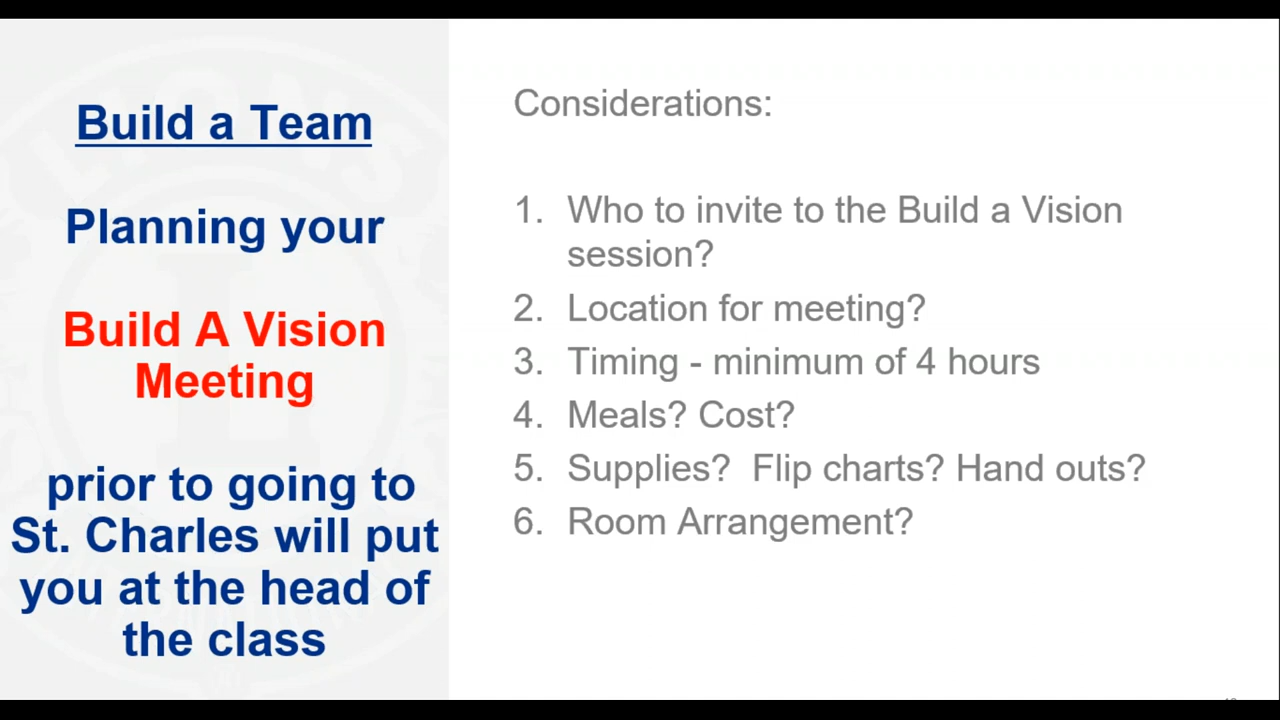 Build a Team
Planning your
Build A Vision
Meeting
prior to going to
St. Charles will put
you at the head of
the class
Considerations:
1. Who to invite to the Build a Vision
session?
2. Location for meeting?
3. Timing - minimum of 4 hours
4. Meals? Cost?
5. Supplies?  Flip charts? Hand outs?
6. Room Arrangement?